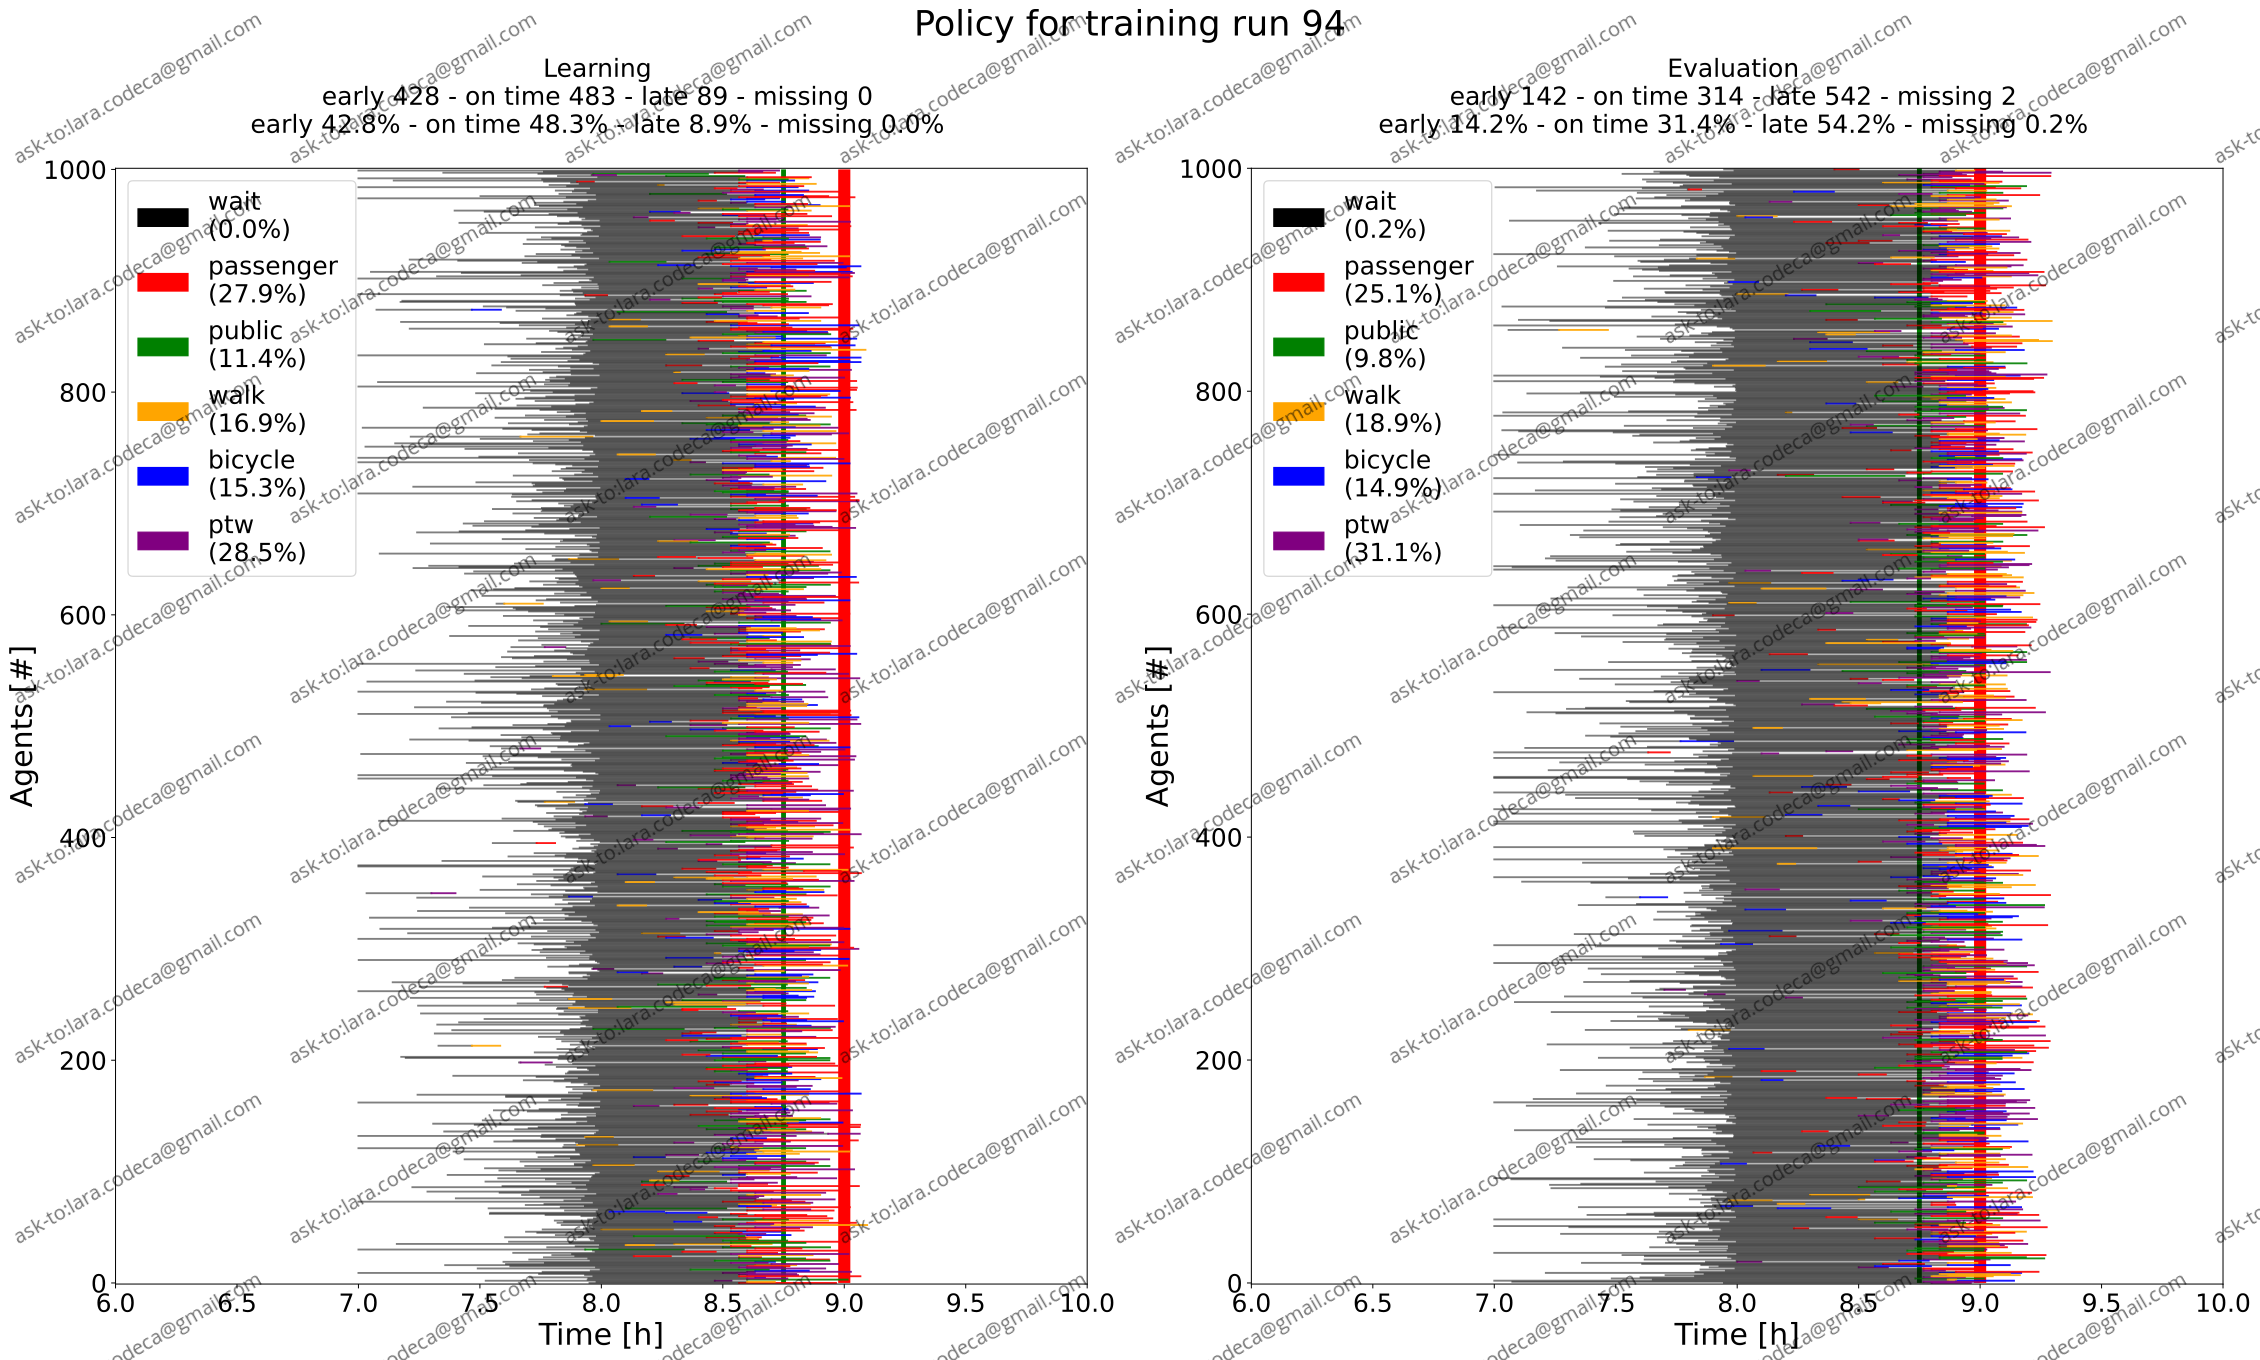 Policy for training run 94
Learning
early 428 - on time 483 - late 89 - missing 0
early 42.8% - on time 48.3% - late 8.9% - missing 0.0%
1000
800
600
400
200
0
Agents [#]
wait
(0.0%)
passenger
(27.9%)
public
(11.4%)
walk
(16.9%)
bicycle
(15.3%)
ptw
(28.5%)
6.0 6.5 7.0 7.5 8.0 8.5 9.0 9.5 10.0
Time [h]
Evaluation
early 142 - on time 314 - late 542 - missing 2
early 14.2% - on time 31.4% - late 54.2% - missing 0.2%
1000
800
600
400
200
0
Agents [#]
wait
(0.2%)
passenger
(25.1%)
public
(9.8%)
walk
(18.9%)
bicycle
(14.9%)
ptw
(31.1%)
6.0 6.5 7.0 7.5 8.0 8.5 9.0 9.5 10.0
Time [h]
ask-to:lara.codeca@gmail.com